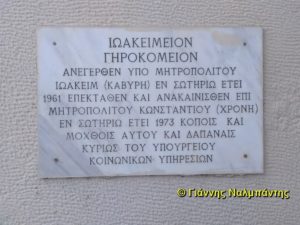 ΙΩΑΚΕΙΜΕΙΟΝ
ΓΗΡΟΚΟΜΕΙΟΝ
ΑΝΕΓΕΡΘΕΝ ΥΠΟ ΜΗΤΡΟΠΟΛΙΤΟΥ
ΙΩΑΚΕΙΜ (ΚΑΒΥΡΗ) ΕΝ ΣΩΤΗΡΙΩ ΕΤΕΙ
1961 ΕΠΕΚΤΑΘΕΝ ΚΑΙ ΑΝΑΚΑΙΝΙΣΘΕΝ ΕΠΙ
ΜΗΤΡΟΠΟΛΙΤΟΥ ΚΩΝΣΤΑΝΤΙΟΥ (ΧΡΟΝΗ)
ΕΝ ΣΩΤΗΡΙΩ ΕΤΕΙ 1973 ΚΟΠΟΙΣ ΚΑΙ
ΜΟΧΘΟΙΣ ΑΥΤΟΥ ΚΑΙ ΔΑΠΑΝΑΙΣ
ΚΥΡΙΩΣ ΤΟΥ ΥΠΟΥΡΓΕΙΟΥ
ΚΟΙΝΩΝΙΚΩΝ ΥΠΗΡΕΣΙΩΝ
© Γιάννης Ναλμπάντης